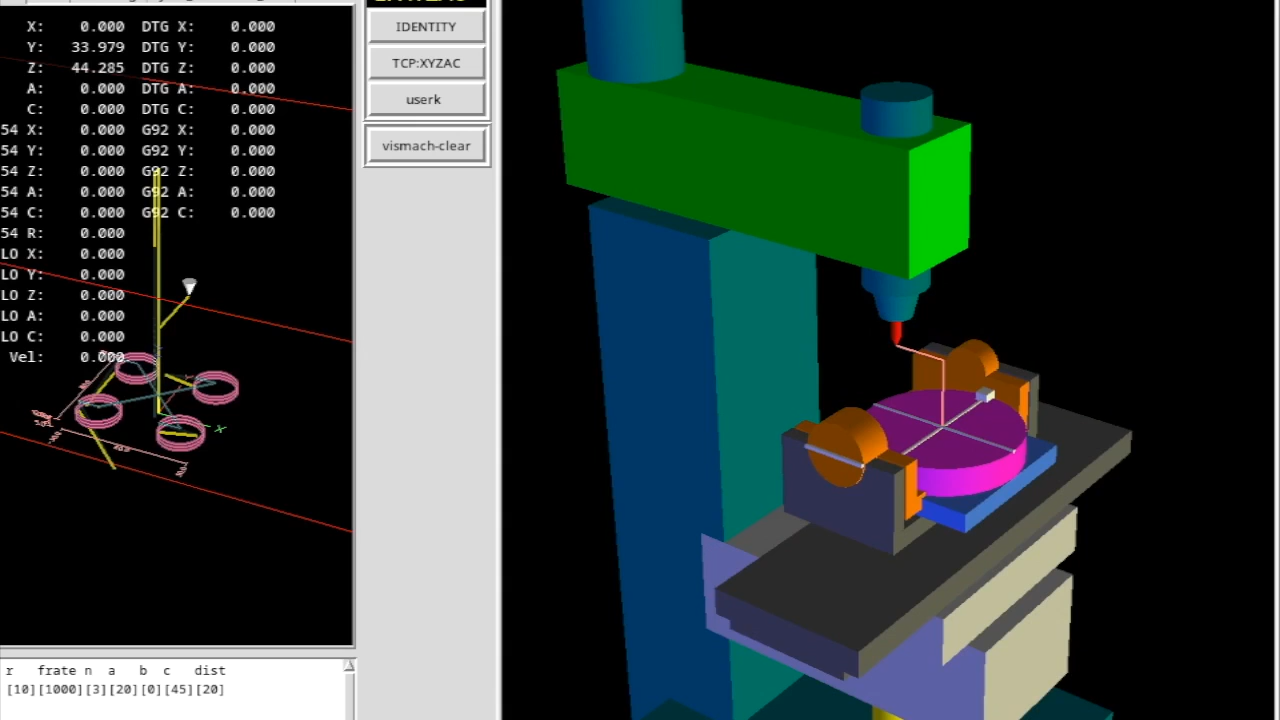 X: 0.000 DTG X: 0.000
Y: 33.979 DTG Y: 0.000
Z: 44.285 DTG Z: 0.000
A: 0.000 DTG A: 0.000
C: 0.000 DTG C: 0.000
54 X: 0.000 G92 X: 0.000
54 Y: 0.000 G92 Y: 0.000
54 Z: 0.000 G92 Z: 0.000
54 A: 0.000 G92 A: 0.000
54 C: 0.000 G92 C: 0.000
54 R: 0.000
LO X: 0.000
LO Y: 0.000
LO Z: 0.000
LO A: 0.000
LO C: 0.000
Vel: 0.000
X
r frate n a b c dist
[10][1000][3][20][0][45][20]
IDENTITY
TCP:XYZAC
userk
vismach-clear